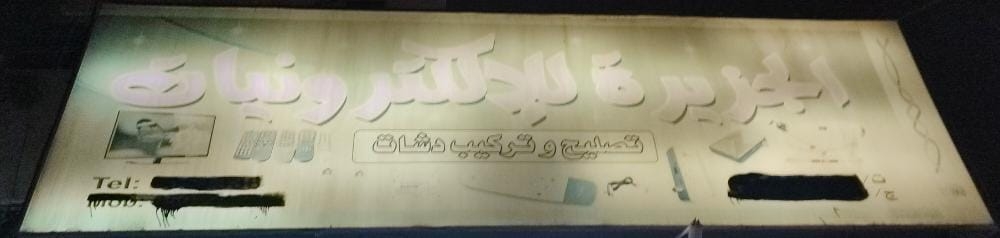 الجزيرة للإلكترونيات
تصليح و تركيب دشات
Tel:
Mob:
ت/
ج/